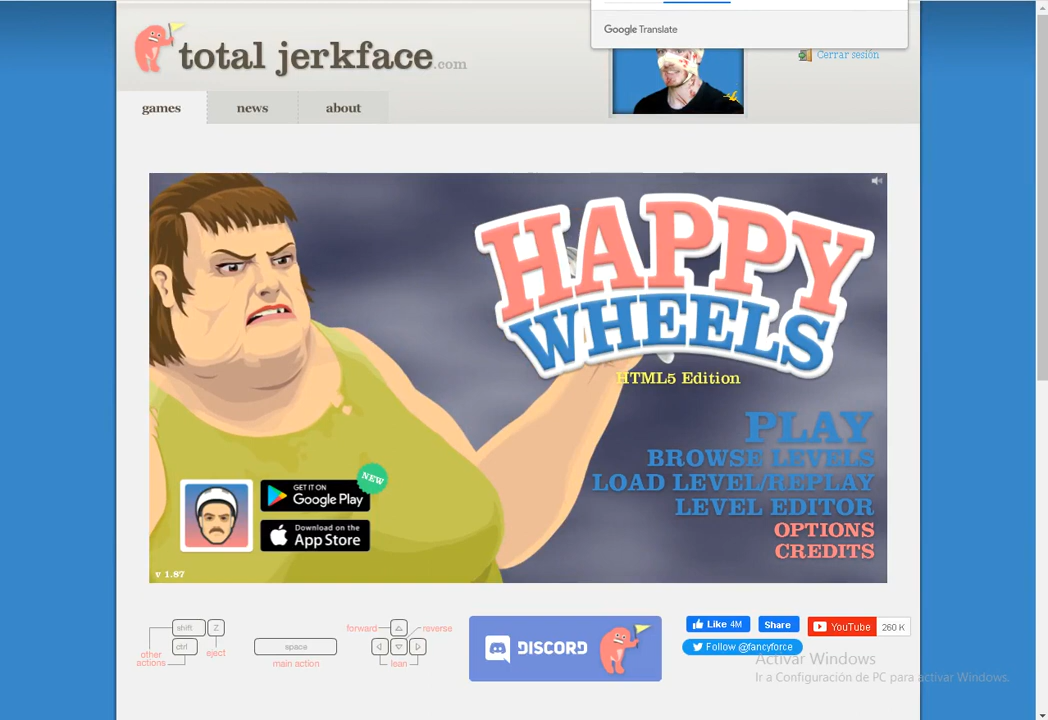 Google Translate
total jerkface.com
Cerrar sesión
games
news
about
HAPPY
WHEELS
HTML5 Edition
PLAY
BROWSE LEVELS
LOAD LEVEL/REPLAY
LEVEL EDITOR
OPTIONS
CREDITS
NEW
GET IT ON
Google Play
Download on the
App Store
v 1.87
shift
Z
ctrl
other
actions
eject
space
main action
forward
reverse
lean
DISCORD
Like 4M
Share
YouTube
260 K
Follow @fancyforce
Activar Windows
Ir a Configuración de PC para activar Windows.